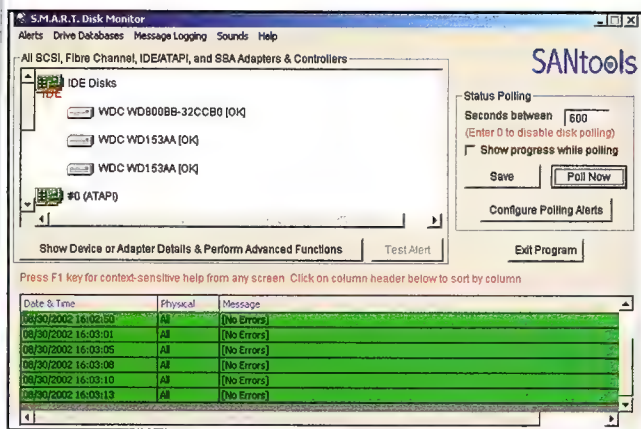 S.M.A.R.T. Disk Monitor
Alerts Drive Databases Message Logging Sounds Help
All SCSI, Fibre Channel, IDE/ATAPI, and SSA Adapters & Controllers
SANtools
IDE Disks
IDE
WDC WD800BB-32CCB0 [OK]
WDC WD153AA [OK]
WDC WD153AA [OK]
#0 (ATAPI)
Status Polling
Seconds between 600
(Enter 0 to disable disk polling)
Show progress while polling
Save Poll Now
Configure Polling Alerts
Show Device or Adapter Details & Perform Advanced Functions Test Alert Exit Program
Press F1 key for context-sensitive help from any screen Click on column header below to sort by column
Date & Time Physical Message
08/30/2002 16:02:50 All [No Errors]
08/30/2002 16:03:01 All [No Errors]
08/30/2002 16:03:05 All [No Errors]
08/30/2002 16:03:08 All [No Errors]
08/30/2002 16:03:10 All [No Errors]
08/30/2002 16:03:13 All [No Errors]